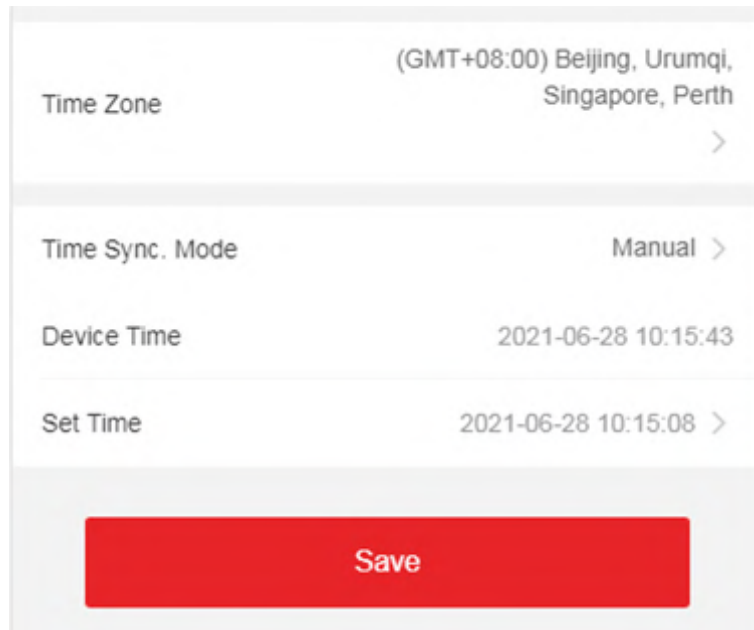 (GMT+08:00) Beijing, Urumqi,
Time Zone
Singapore, Perth
Time Sync. Mode Manual
Device Time 2021-06-28 10:15:43
Set Time 2021-06-28 10:15:08
Save